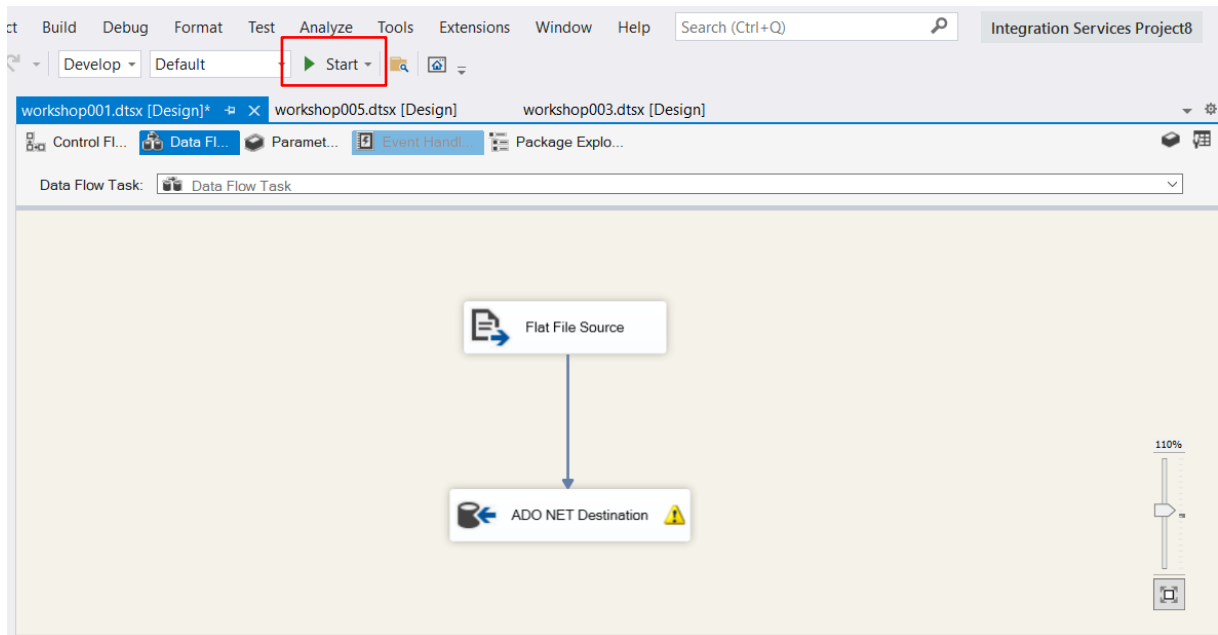 ct Build Debug Format Test Analyze Tools Extensions Window Help Search (Ctrl+Q) Integration Services Project8
Develop Default Start
workshop001.dtsx [Design]* workshop005.dtsx [Design] workshop003.dtsx [Design]
Control Fl... Data Fl... Paramet... Event Handl... Package Explo...
Data Flow Task: Data Flow Task
Flat File Source
110%
ADO NET Destination